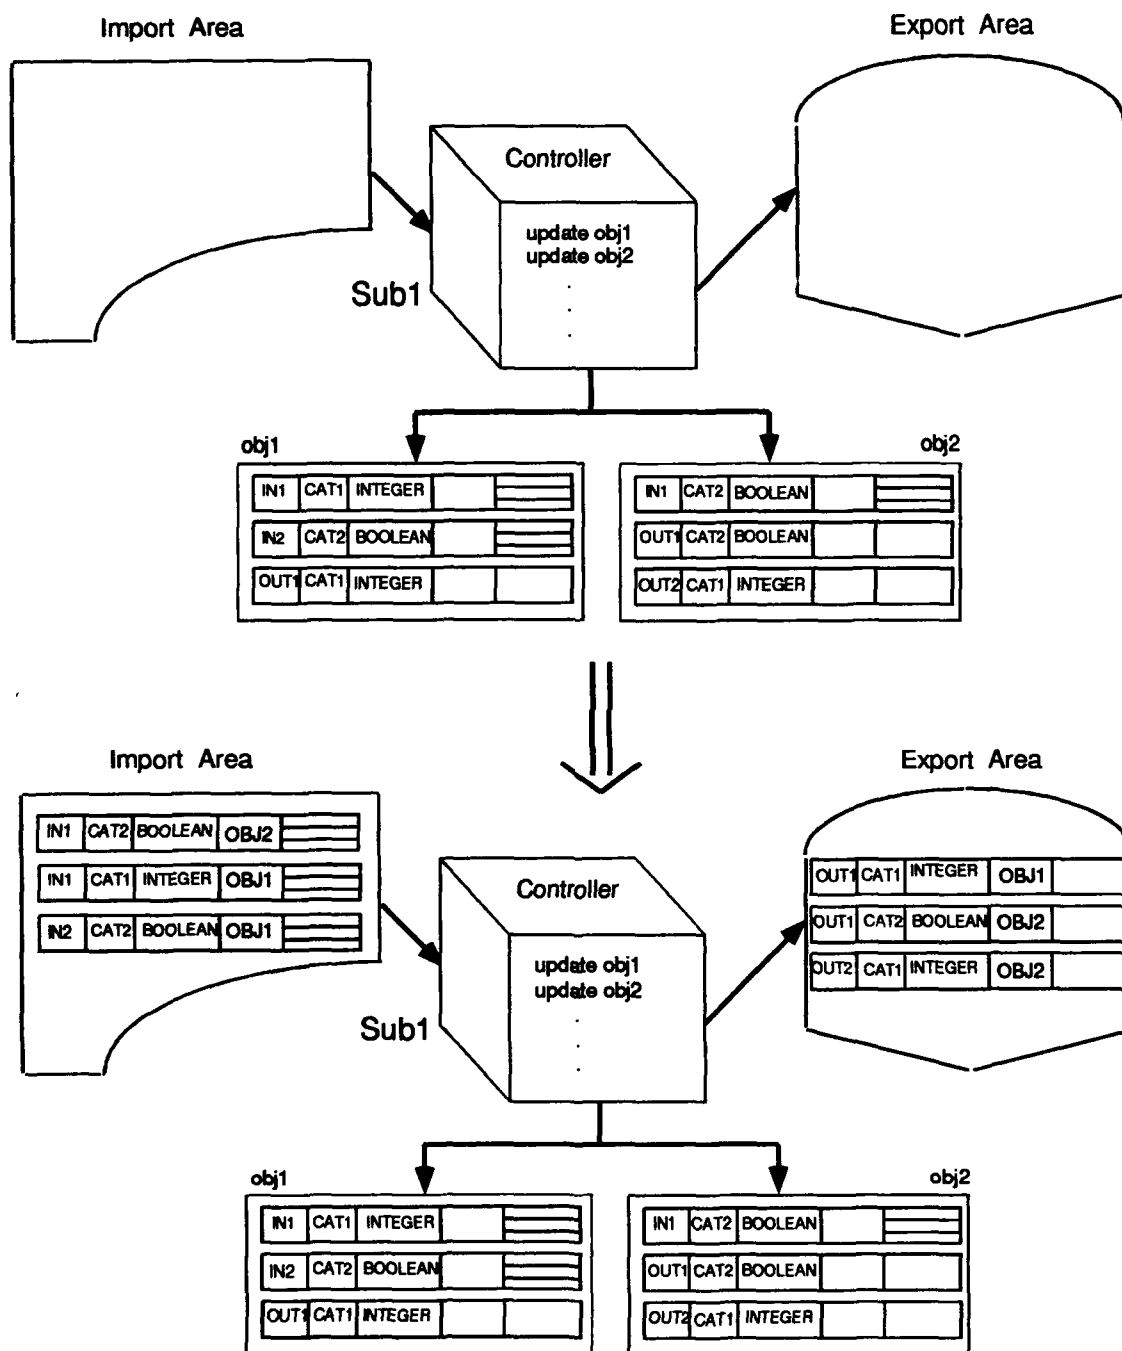 Import Area
Export Area
Controller
update obj1
update obj2
.
.
.
Sub1
obj1
obj2
IN1 CAT1 INTEGER
IN2 CAT2 BOOLEAN
OUT1 CAT1 INTEGER
IN1 CAT2 BOOLEAN
OUT1 CAT2 BOOLEAN
OUT2 CAT1 INTEGER
Import Area
Export Area
IN1 CAT2 BOOLEAN OBJ2
IN1 CAT1 INTEGER OBJ1
IN2 CAT2 BOOLEAN OBJ1
Controller
update obj1
update obj2
.
.
.
Sub1
OUT1 CAT1 INTEGER OBJ1
OUT1 CAT2 BOOLEAN OBJ2
OUT2 CAT1 INTEGER OBJ2
obj1
obj2
IN1 CAT1 INTEGER
IN2 CAT2 BOOLEAN
OUT1 CAT1 INTEGER
IN1 CAT2 BOOLEAN
OUT1 CAT2 BOOLEAN
OUT2 CAT1 INTEGER